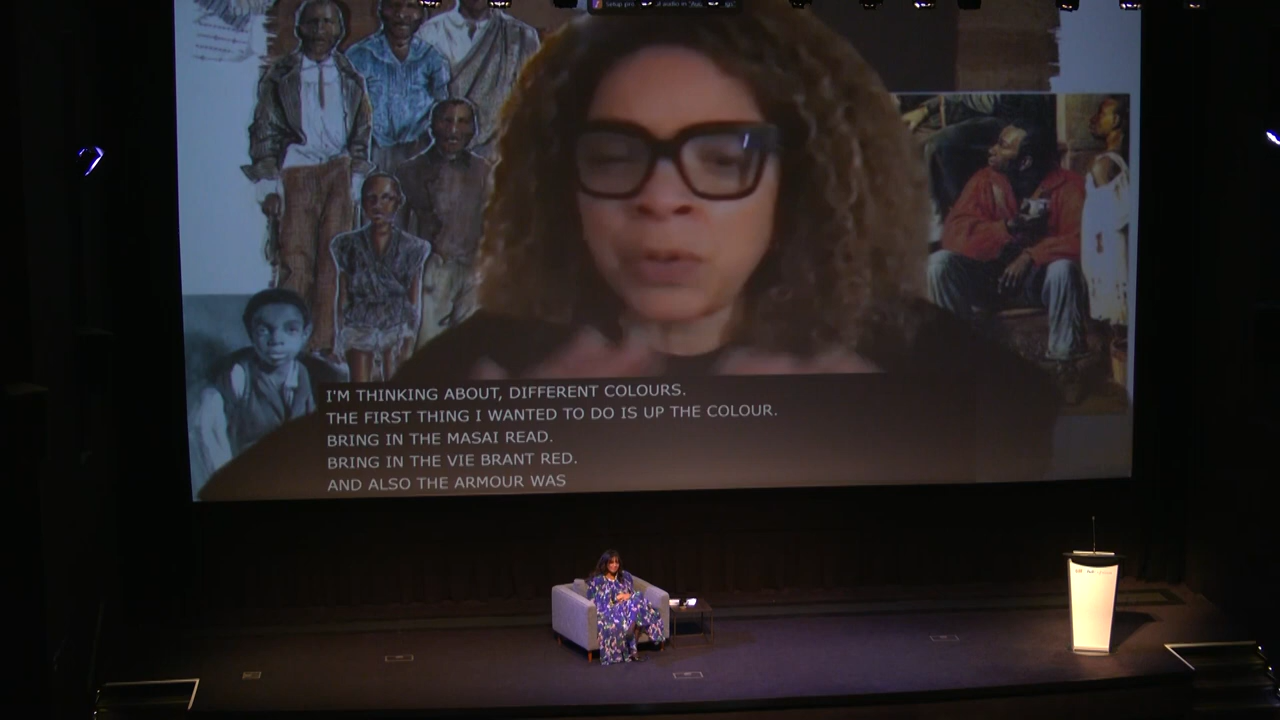 I'M THINKING ABOUT, DIFFERENT COLOURS.
THE FIRST THING I WANTED TO DO IS UP THE COLOUR.
BRING IN THE MASAI READ.
BRING IN THE VIE BRANT RED.
AND ALSO THE ARMOUR WAS